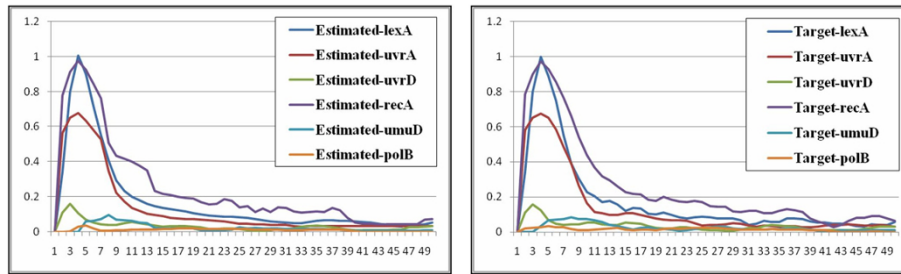 1.2
1
0.8
0.6
0.4
0.2
0
1 3 5 7 9 11 13 15 17 19 21 23 25 27 29 31 33 35 37 39 41 43 45 47 49
Estimated-lexA
Estimated-uvrA
Estimated-uvrD
Estimated-recA
Estimated-umuD
Estimated-polB
1.2
1
0.8
0.6
0.4
0.2
0
1 3 5 7 9 11 13 15 17 19 21 23 25 27 29 31 33 35 37 39 41 43 45 47 49
Target-lexA
Target-uvrA
Target-uvrD
Target-recA
Target-umuD
Target-polB